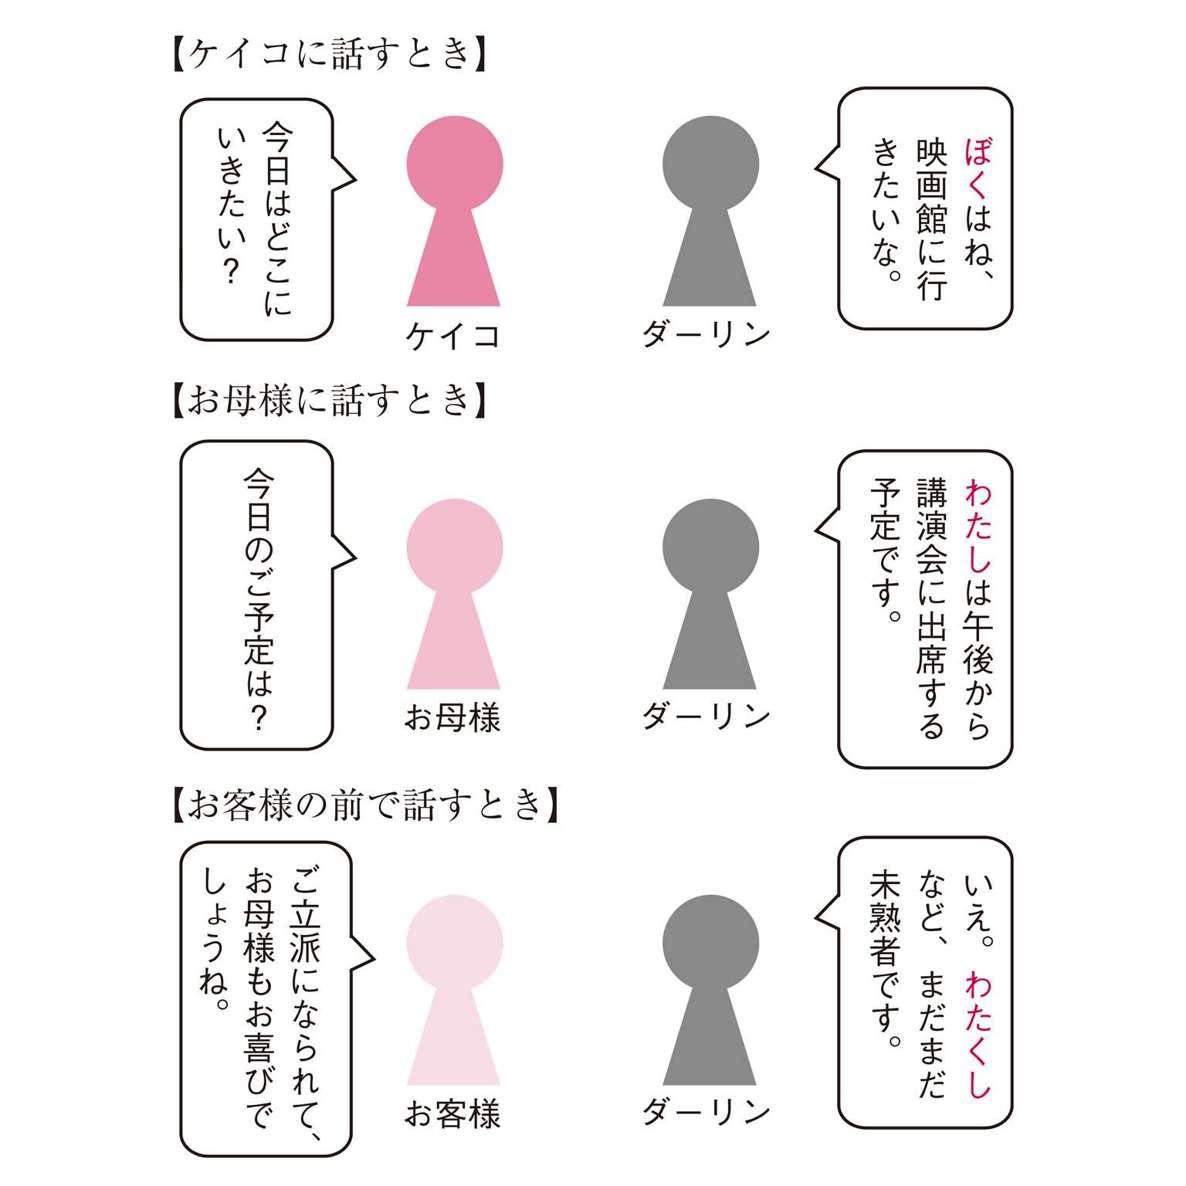 【ケイコに話すとき】
今日はどこに
いきたい?
ケイコ
ダーリン
ぼくはね、
映画館に行
きたいな。
【お母様に話すとき】
今日のご予定は?
お母様
ダーリン
わたしは午後から
講演会に出席する
予定です。
【お客様の前で話すとき】
ご立派になられて、
お母様もお喜びで
しょうね。
お客様
ダーリン
いえ。わたくし
など、まだまだ
未熟者です。